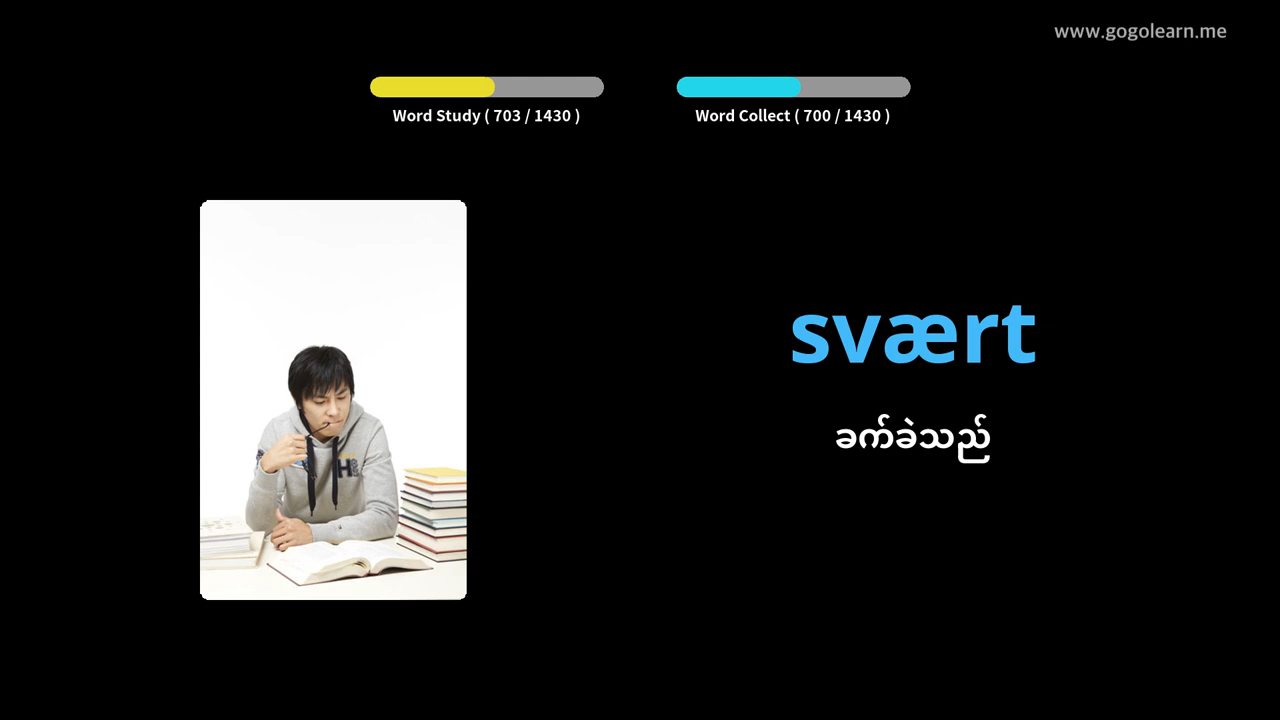 www.gogolearn.me
Word Study ( 703 / 1430 )
Word Collect ( 700 / 1430 )
svært
ခက်ခဲသည်
H